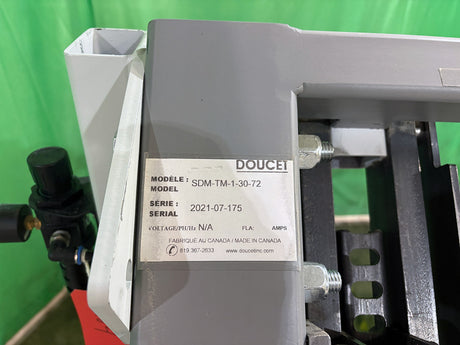 DOUCET
MODÈLE :
MODEL SDM-TM-1-30-72
SÉRIE :
SERIAL 2021-07-175
VOLTAGE/PH/Hz N/A FLA: AMPS
FABRIQUÉ AU CANADA / MADE IN CANADA
819 367-2633 www.doucetinc.com